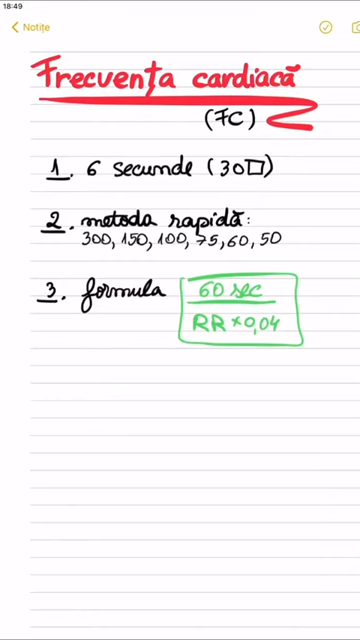 18:49
Notițe
Frecvența cardiacă
(FC)
1. 6 secunde (30□)
2. metoda rapidă:
300, 150, 100, 75, 60, 50
3. formula 60 sec
RR × 0,04